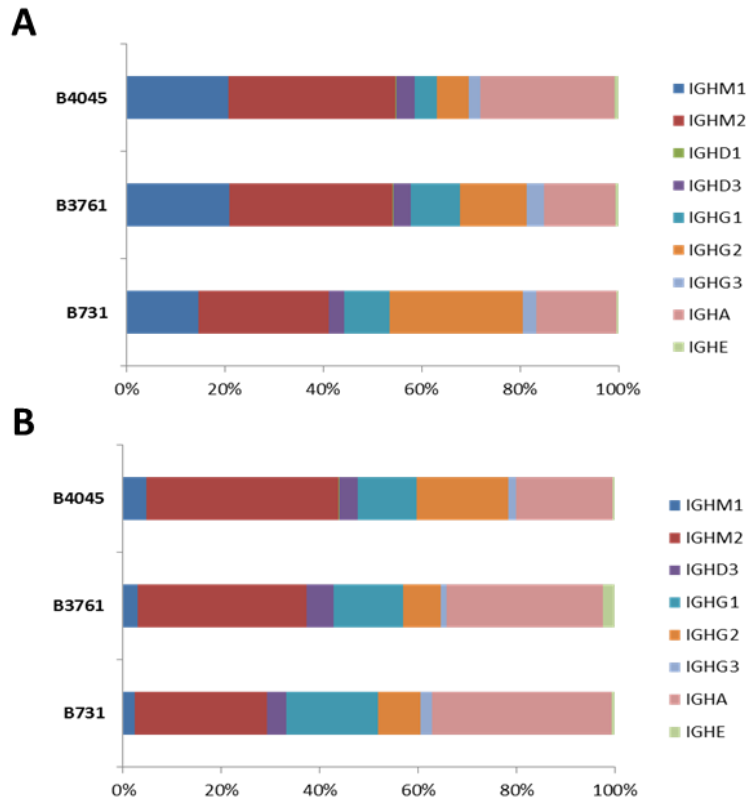 A
B4045
B3761
B731
0% 20% 40% 60% 80% 100%
IGHM1
IGHM2
IGHD1
IGHD3
IGHG1
IGHG2
IGHG3
IGHA
IGHE
B
B4045
B3761
B731
0% 20% 40% 60% 80% 100%
IGHM1
IGHM2
IGHD3
IGHG1
IGHG2
IGHG3
IGHA
IGHE